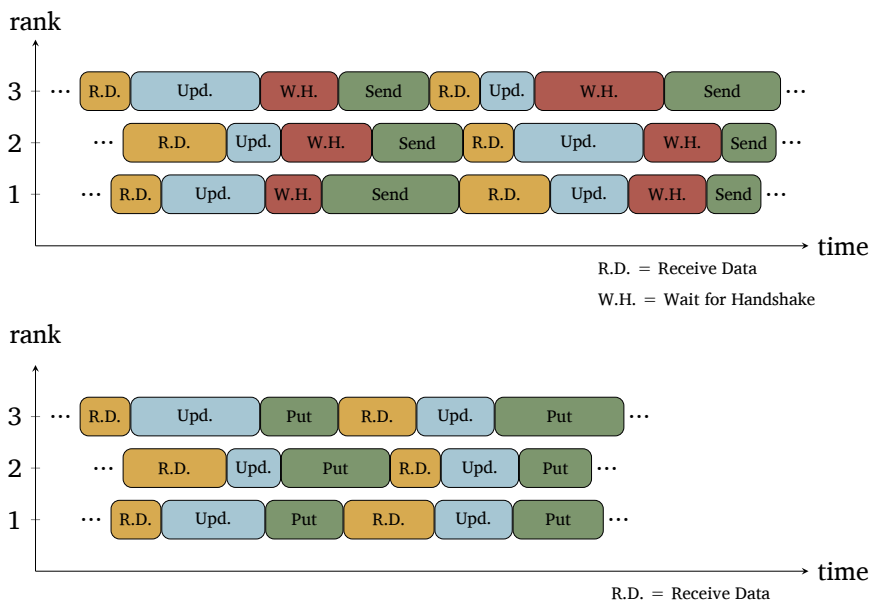 rank
3 ... R.D. Upd. W.H. Send R.D. Upd. W.H. Send ...
2 ... R.D. Upd. W.H. Send R.D. Upd. W.H. Send ...
1 ... R.D. Upd. W.H. Send R.D. Upd. W.H. Send ...
time
R.D. = Receive Data
W.H. = Wait for Handshake
rank
3 ... R.D. Upd. Put R.D. Upd. Put ...
2 ... R.D. Upd. Put R.D. Upd. Put ...
1 ... R.D. Upd. Put R.D. Upd. Put ...
time
R.D. = Receive Data